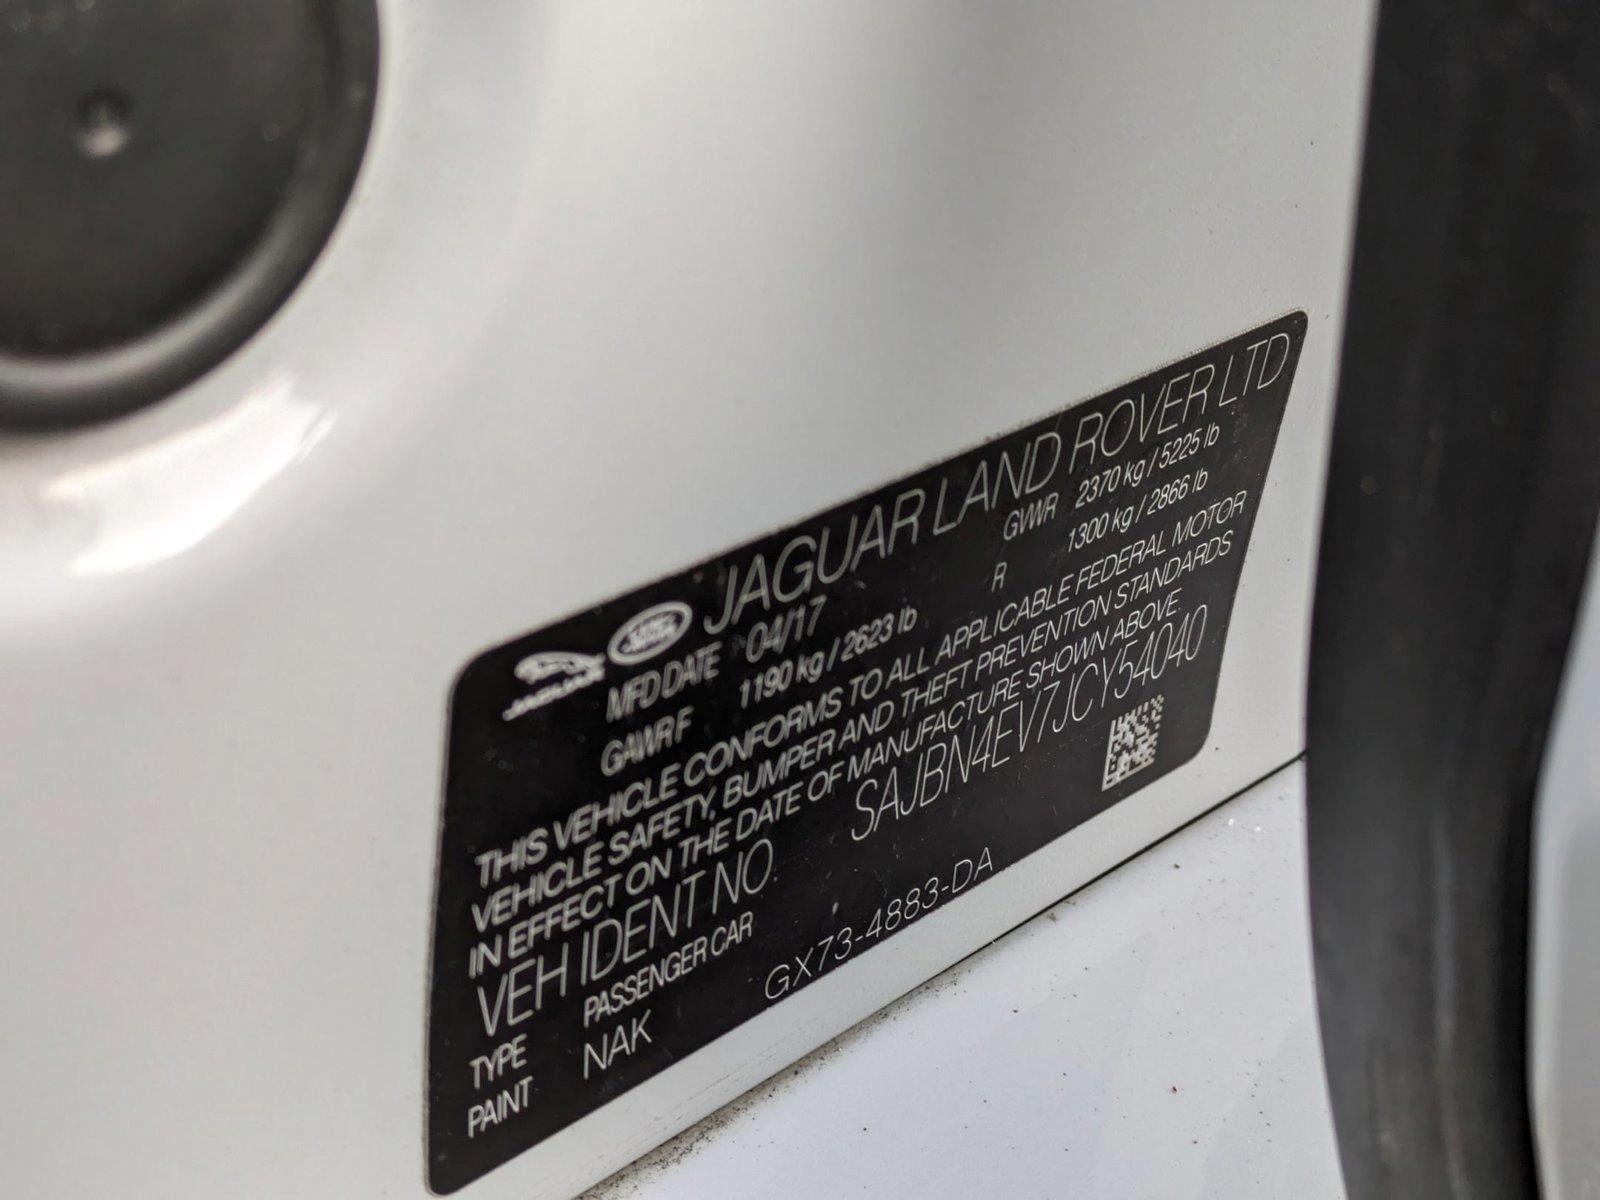 JAGUAR
LAND ROVER
JAGUAR LAND ROVER LTD
MFD DATE 04/17 GVWR 2370 kg / 5225 lb
GAWR F 1190 kg / 2623 lb R 1300 kg / 2866 lb
THIS VEHICLE CONFORMS TO ALL APPLICABLE FEDERAL MOTOR
VEHICLE SAFETY, BUMPER AND THEFT PREVENTION STANDARDS
IN EFFECT ON THE DATE OF MANUFACTURE SHOWN ABOVE.
VEH IDENT NO. SAJBN4EV7JCY54040
TYPE PASSENGER CAR
PAINT NAK
GX73-4883-DA